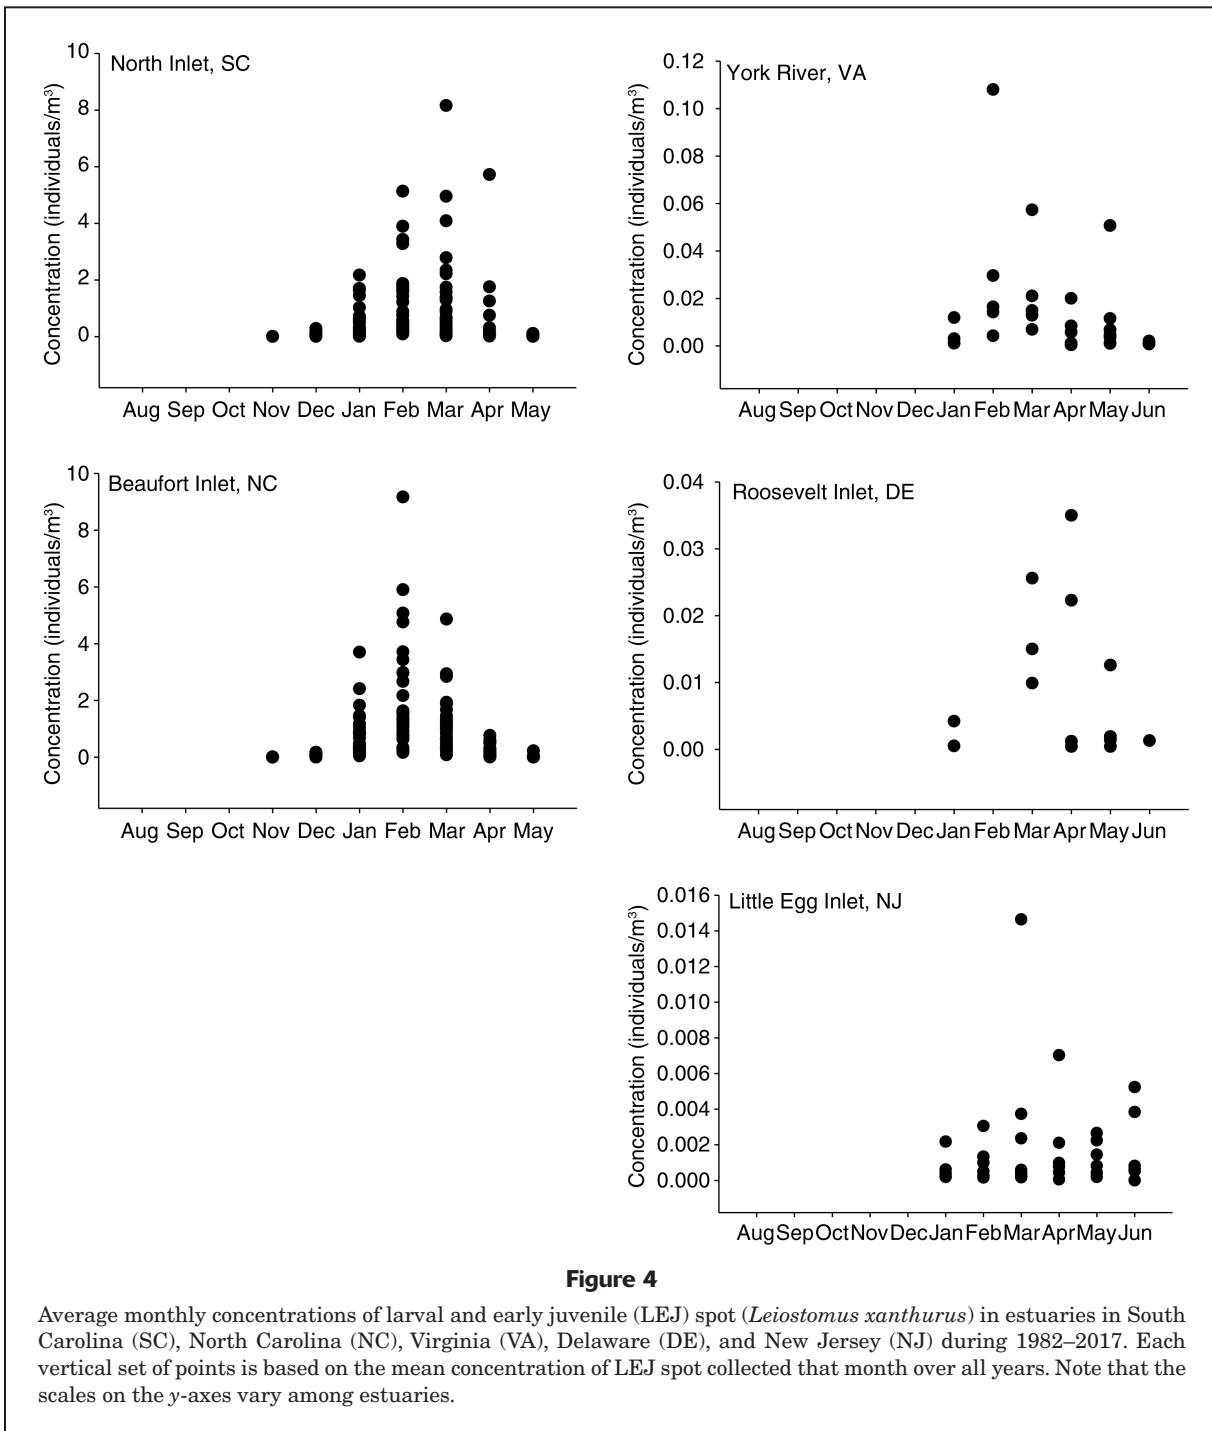 North Inlet, SC
Concentration (individuals/m³)
10
8
6
4
2
0
Aug Sep Oct Nov Dec Jan Feb Mar Apr May
York River, VA
Concentration (individuals/m³)
0.12
0.10
0.08
0.06
0.04
0.02
0.00
Aug Sep Oct Nov Dec Jan Feb Mar Apr May Jun
Beaufort Inlet, NC
Concentration (individuals/m³)
10
8
6
4
2
0
Aug Sep Oct Nov Dec Jan Feb Mar Apr May
Roosevelt Inlet, DE
Concentration (individuals/m³)
0.04
0.03
0.02
0.01
0.00
Aug Sep Oct Nov Dec Jan Feb Mar Apr May Jun
Little Egg Inlet, NJ
Concentration (individuals/m³)
0.016
0.014
0.012
0.010
0.008
0.006
0.004
0.002
0.000
Aug Sep Oct Nov Dec Jan Feb Mar Apr May Jun
Figure 4
Average monthly concentrations of larval and early juvenile (LEJ) spot (Leiostomus xanthurus) in estuaries in South
Carolina (SC), North Carolina (NC), Virginia (VA), Delaware (DE), and New Jersey (NJ) during 1982–2017. Each
vertical set of points is based on the mean concentration of LEJ spot collected that month over all years. Note that the
scales on the y-axes vary among estuaries.